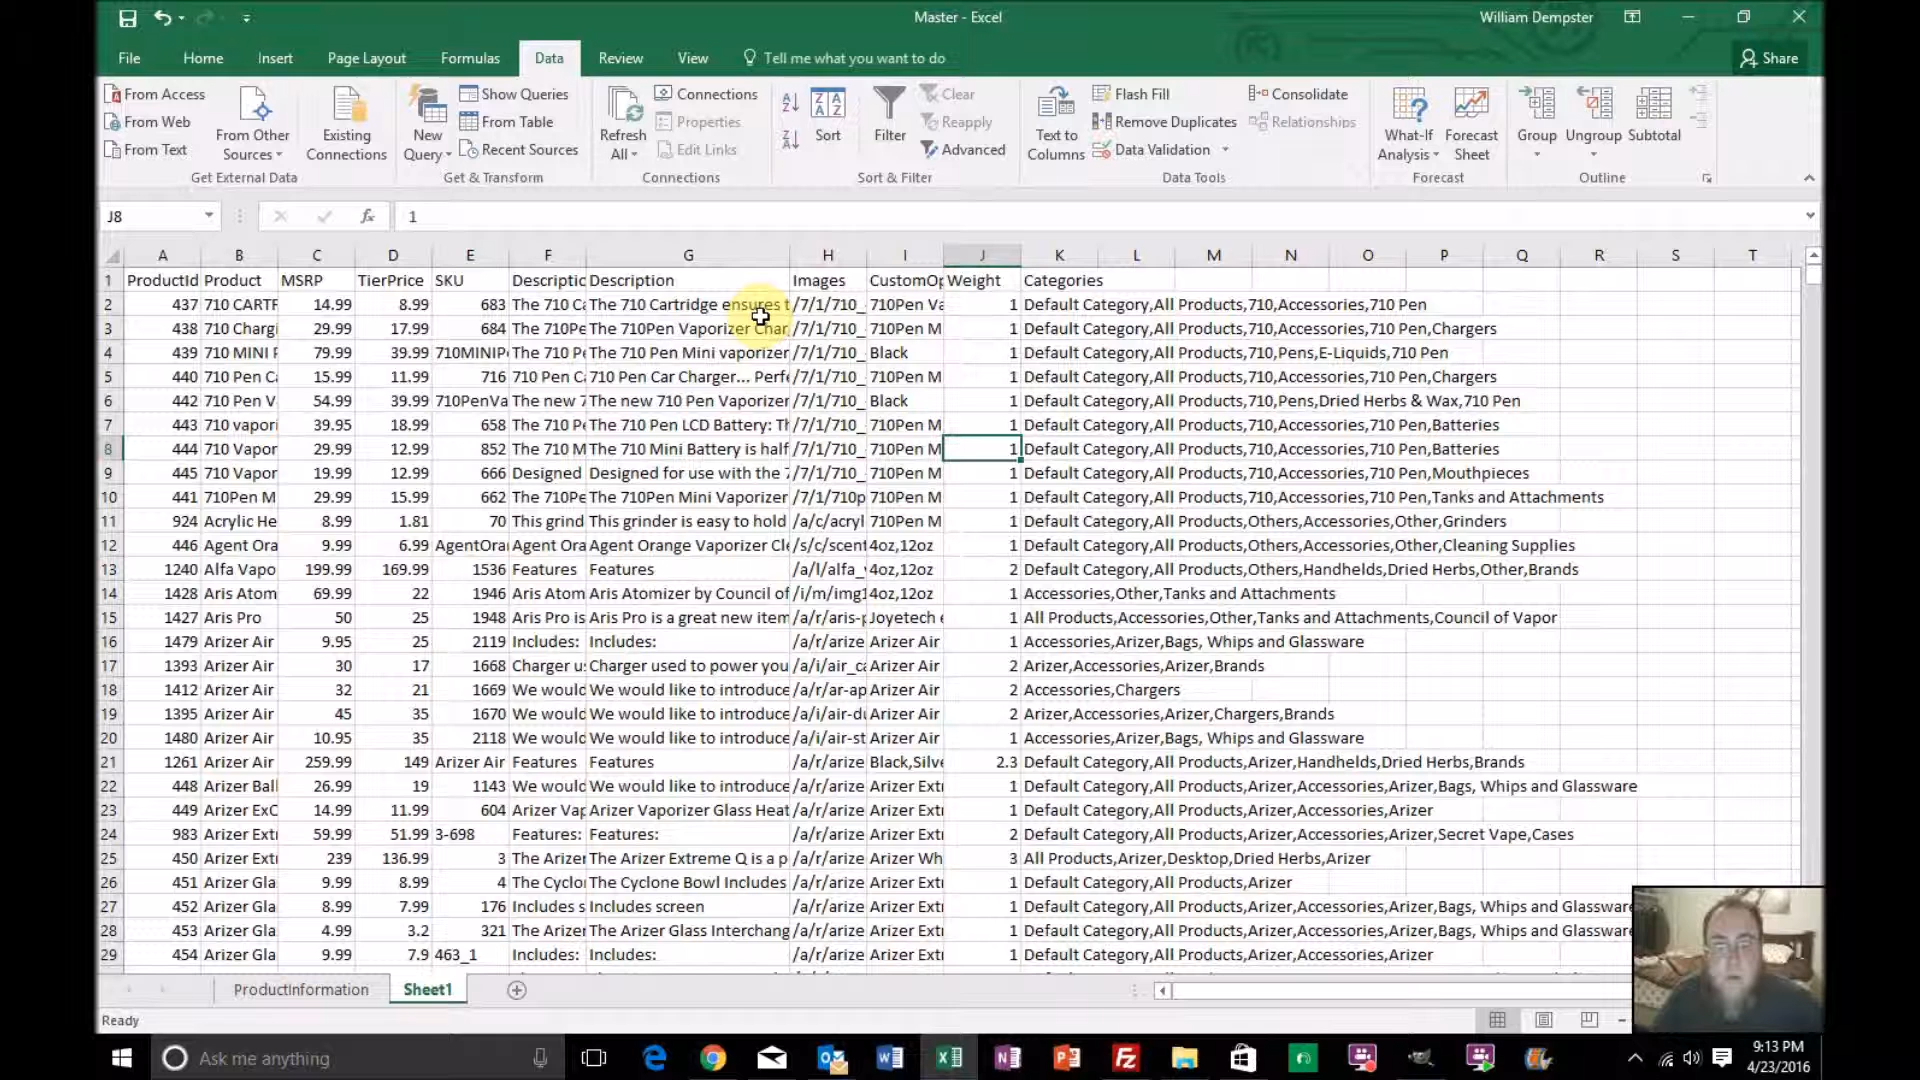 Master - Excel
William Dempster
File Home Insert Page Layout Formulas Data Review View Tell me what you want to do Share
From Access
From Web
From Text
From Other Sources
Existing Connections
Get External Data
New Query
Show Queries
From Table
Recent Sources
Get & Transform
Refresh All
Connections
Properties
Edit Links
Connections
Sort
Filter
Clear
Reapply
Advanced
Sort & Filter
Text to Columns
Flash Fill
Remove Duplicates
Data Validation
Consolidate
Relationships
Data Tools
What-If Analysis
Forecast Sheet
Forecast
Group
Ungroup
Subtotal
Outline
J8 fx 1
A B C D E F G H I J K L M N O P Q R S T
1 ProductId Product MSRP TierPrice SKU Descriptic Description Images CustomOp Weight Categories
2 437 710 CARTF 14.99 8.99 683 The 710 Ca The 710 Cartridge ensures t /7/1/710_ 710Pen Va 1 Default Category,All Products,710,Accessories,710 Pen
3 438 710 Chargi 29.99 17.99 684 The 710Pe The 710Pen Vaporizer Char /7/1/710_ 710Pen M 1 Default Category,All Products,710,Accessories,710 Pen,Chargers
4 439 710 MINI F 79.99 39.99 710MINIP The 710 Pe The 710 Pen Mini vaporizer /7/1/710_ Black 1 Default Category,All Products,710,Pens,E-Liquids,710 Pen
5 440 710 Pen Ca 15.99 11.99 716 710 Pen Ca 710 Pen Car Charger... Perfe /7/1/710_ 710Pen M 1 Default Category,All Products,710,Accessories,710 Pen,Chargers
6 442 710 Pen V 54.99 39.99 710PenVa The new 7 The new 710 Pen Vaporizer /7/1/710_ Black 1 Default Category,All Products,710,Pens,Dried Herbs & Wax,710 Pen
7 443 710 vapori 39.95 18.99 658 The 710 Pe The 710 Pen LCD Battery: Th /7/1/710_ 710Pen M 1 Default Category,All Products,710,Accessories,710 Pen,Batteries
8 444 710 Vapor 29.99 12.99 852 The 710 M The 710 Mini Battery is half /7/1/710_ 710Pen M 1 Default Category,All Products,710,Accessories,710 Pen,Batteries
9 445 710 Vapor 19.99 12.99 666 Designed Designed for use with the 7 /7/1/710_ 710Pen M 1 Default Category,All Products,710,Accessories,710 Pen,Mouthpieces
10 441 710Pen M 29.99 15.99 662 The 710Pe The 710Pen Mini Vaporizer /7/1/710p 710Pen M 1 Default Category,All Products,710,Accessories,710 Pen,Tanks and Attachments
11 924 Acrylic He 8.99 1.81 70 This grind This grinder is easy to hold /a/c/acryl 710Pen M 1 Default Category,All Products,Others,Accessories,Other,Grinders
12 446 Agent Ora 9.99 6.99 AgentOra Agent Ora Agent Orange Vaporizer Cle /s/c/scent 4oz,12oz 1 Default Category,All Products,Others,Accessories,Other,Cleaning Supplies
13 1240 Alfa Vapo 199.99 169.99 1536 Features Features /a/l/alfa_ 4oz,12oz 2 Default Category,All Products,Others,Handhelds,Dried Herbs,Other,Brands
14 1428 Aris Atom 69.99 22 1946 Aris Atom Aris Atomizer by Council of /i/m/img1 4oz,12oz 1 Accessories,Other,Tanks and Attachments
15 1427 Aris Pro 50 25 1948 Aris Pro is Aris Pro is a great new item /a/r/aris-p Joyetech e 1 All Products,Accessories,Other,Tanks and Attachments,Council of Vapor
16 1479 Arizer Air 9.95 25 2119 Includes: Includes: /a/i/arizer Arizer Air 1 Accessories,Arizer,Bags, Whips and Glassware
17 1393 Arizer Air 30 17 1668 Charger u Charger used to power you /a/i/air_ca Arizer Air 2 Arizer,Accessories,Arizer,Brands
18 1412 Arizer Air 32 21 1669 We would We would like to introduce /a/r/ar-ap Arizer Air 2 Accessories,Chargers
19 1395 Arizer Air 45 35 1670 We would We would like to introduce /a/i/air-du Arizer Air 2 Arizer,Accessories,Arizer,Chargers,Brands
20 1480 Arizer Air 10.95 35 2118 We would We would like to introduce /a/i/air-st Arizer Air 1 Accessories,Arizer,Bags, Whips and Glassware
21 1261 Arizer Air 259.99 149 Arizer Air Features Features /a/r/arize Black,Silve 2.3 Default Category,All Products,Arizer,Handhelds,Dried Herbs,Brands
22 448 Arizer Ball 26.99 19 1143 We would We would like to introduce /a/r/arize Arizer Ext 1 Default Category,All Products,Arizer,Accessories,Arizer,Bags, Whips and Glassware
23 449 Arizer ExC 14.99 11.99 604 Arizer Vap Arizer Vaporizer Glass Heat /a/r/arize Arizer Ext 1 Default Category,All Products,Arizer,Accessories,Arizer
24 983 Arizer Ext 59.99 51.99 3-698 Features: Features: /a/r/arize Arizer Ext 2 Default Category,All Products,Arizer,Accessories,Arizer,Secret Vape,Cases
25 450 Arizer Ext 239 136.99 3 The Arizer The Arizer Extreme Q is a p /a/r/arize Arizer Wh 3 All Products,Arizer,Desktop,Dried Herbs,Arizer
26 451 Arizer Gla 9.99 8.99 4 The Cyclo The Cyclone Bowl Includes /a/r/arize Arizer Ext 1 Default Category,All Products,Arizer
27 452 Arizer Gla 8.99 7.99 176 Includes s Includes screen /a/r/arize Arizer Ext 1 Default Category,All Products,Arizer,Accessories,Arizer,Bags, Whips and Glassware
28 453 Arizer Gla 4.99 3.2 321 The Arizer The Arizer Glass Interchang /a/r/arize Arizer Ext 1 Default Category,All Products,Arizer,Accessories,Arizer,Bags, Whips and Glassware
29 454 Arizer Gla 9.99 7.9 463_1 Includes: Includes: /a/r/arize Arizer Ext 1 Default Category,All Products,Arizer,Accessories,Arizer
ProductInformation Sheet1
Ready
Ask me anything
9:13 PM
4/23/2016